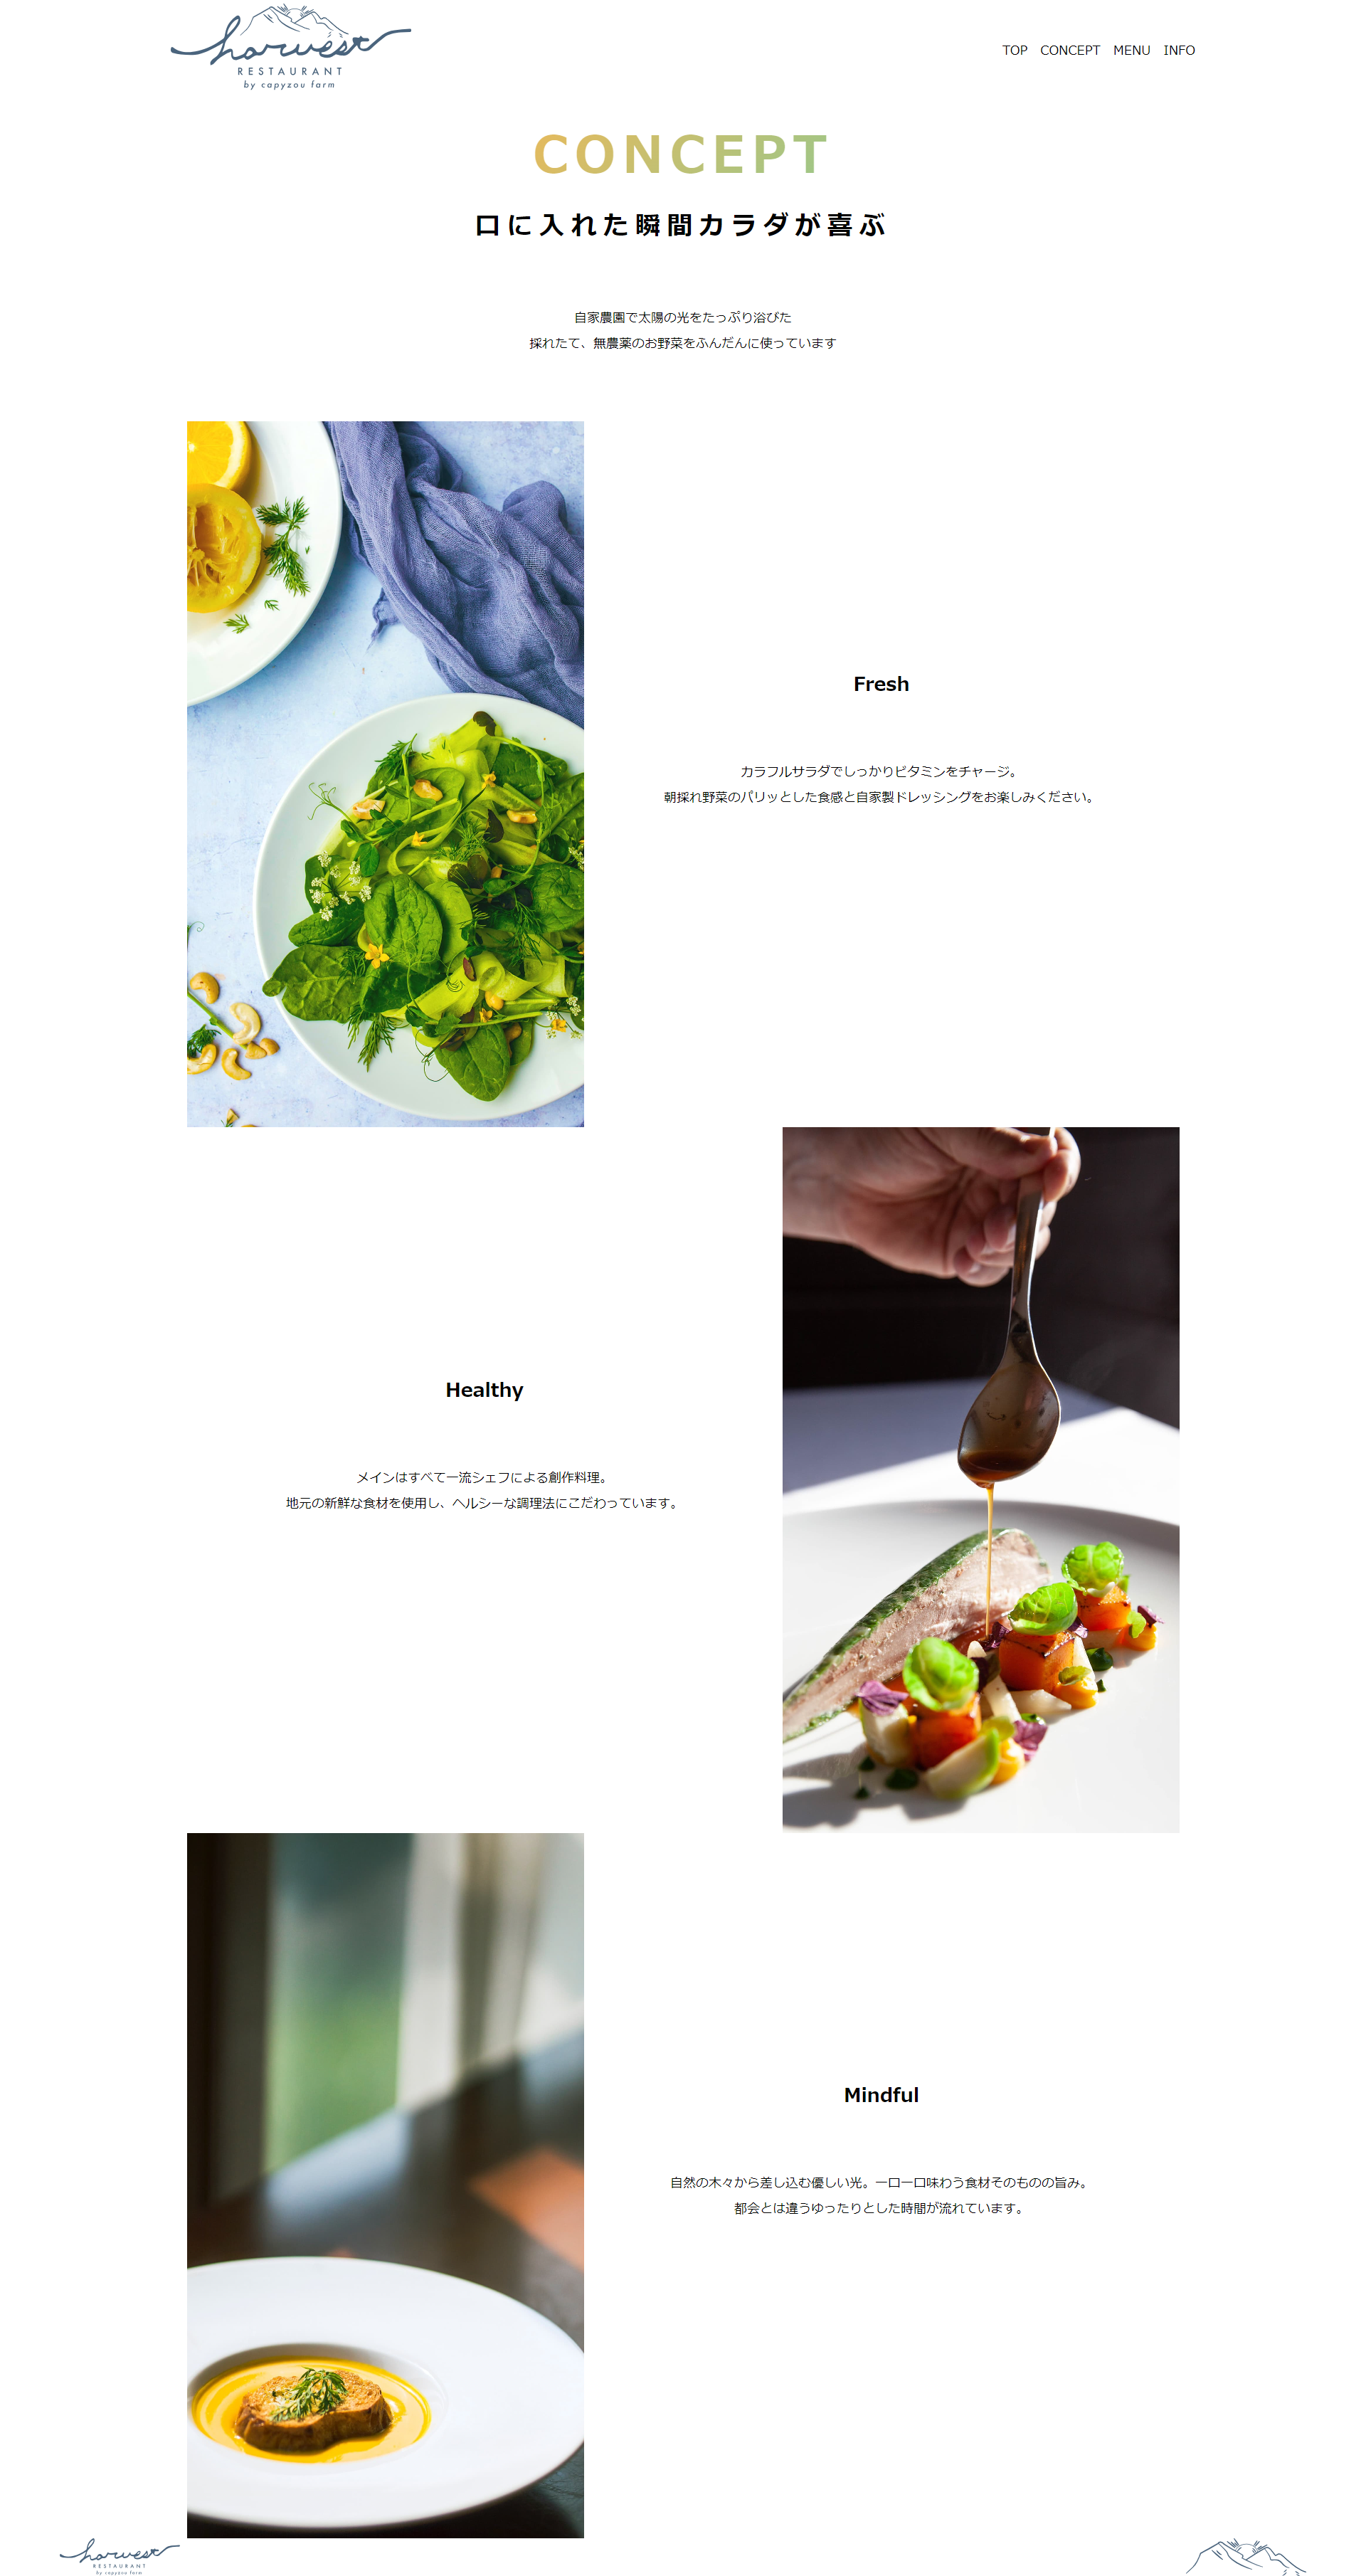 harvest
RESTAURANT
by capyzou farm
TOP CONCEPT MENU INFO
CONCEPT
口に入れた瞬間カラダが喜ぶ
自家農園で太陽の光をたっぷり浴びた
採れたて、無農薬のお野菜をふんだんに使っています
Fresh
カラフルサラダでしっかりビタミンをチャージ。
朝採れ野菜のパリッとした食感と自家製ドレッシングをお楽しみください。
Healthy
メインはすべて一流シェフによる創作料理。
地元の新鮮な食材を使用し、ヘルシーな調理法にこだわっています。
Mindful
自然の木々から差し込む優しい光。一口一口味わう食材そのものの旨み。
都会とは違うゆったりとした時間が流れています。
harvest
RESTAURANT
by capyzou farm